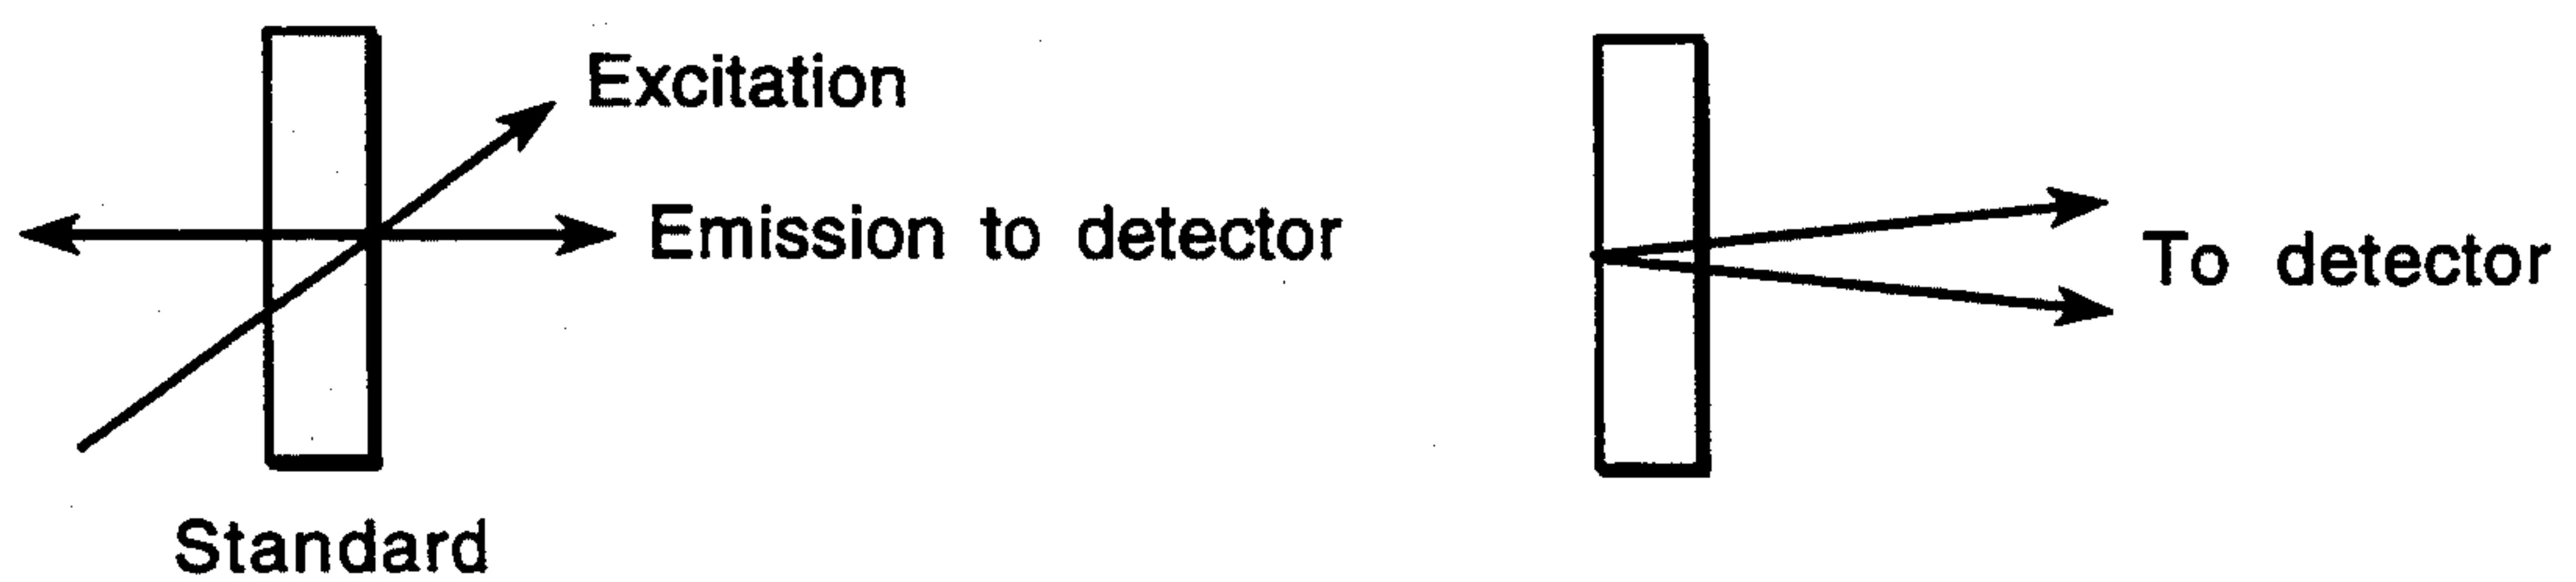 Excitation
Emission to detector
To detector
Standard